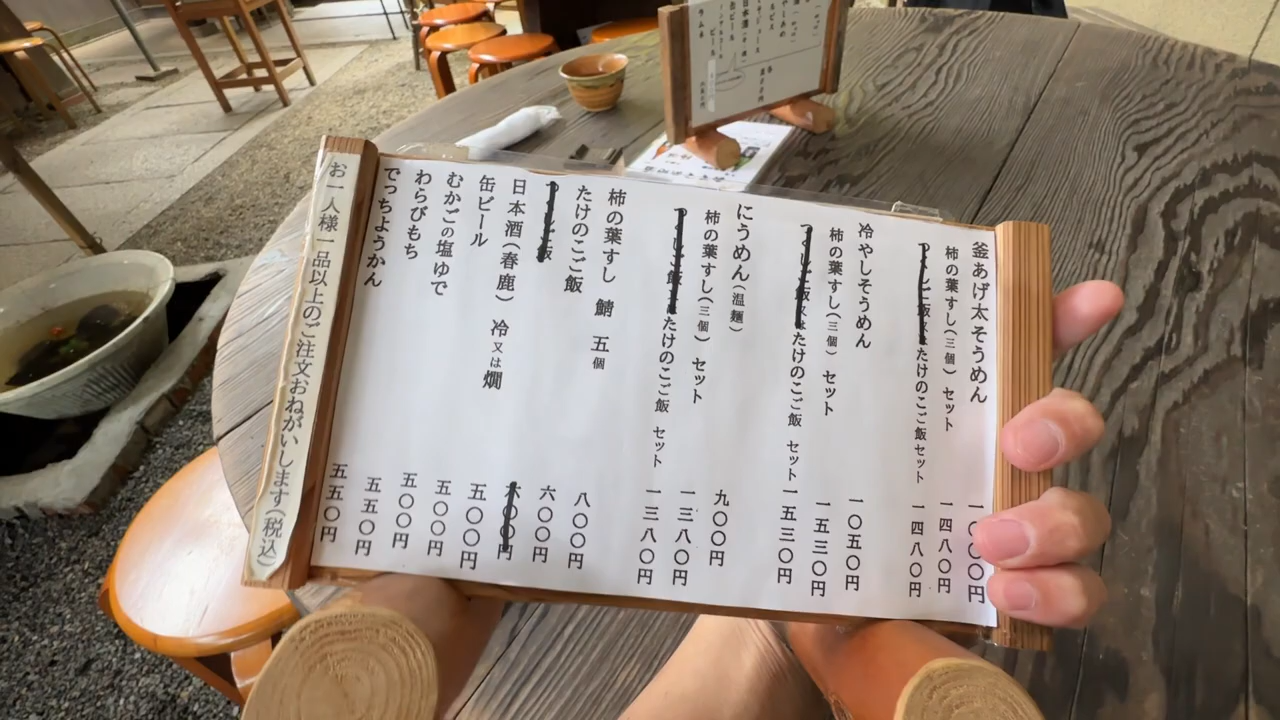 釜あげ太そうめん 一〇〇〇円
柿の葉すし(三個) セット 一四八〇円
たけのこご飯セット 一四八〇円
冷やしそうめん 一〇五〇円
柿の葉すし(三個) セット 一五三〇円
たけのこご飯 セット 一五三〇円
にうめん(温麺) 九〇〇円
柿の葉すし(三個) セット 一三八〇円
たけのこご飯 セット 一三八〇円
柿の葉すし 鯖 五個 八〇〇円
たけのこご飯 六〇〇円
日本酒(春鹿) 冷又は燗 五〇〇円
缶ビール 五〇〇円
むかごの塩ゆで 五〇〇円
わらびもち 五五〇円
でっちようかん 五五〇円
お一人様一品以上のご注文おねがいします(税込)